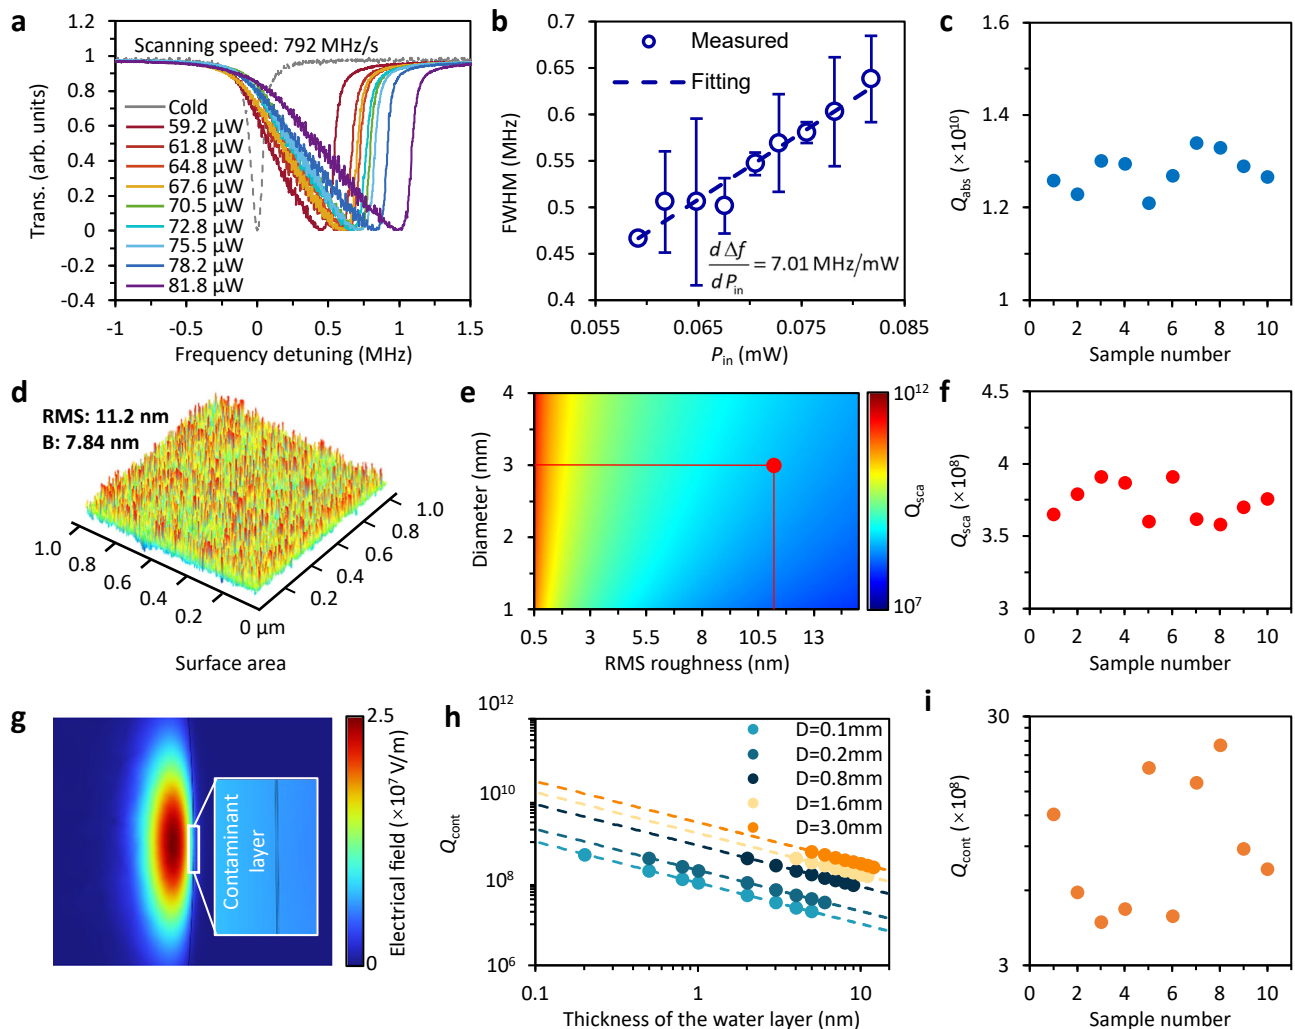 a
1.2
1
0.8
0.6
0.4
0.2
0
-0.2
-0.4
Trans. (arb. units)
Scanning speed: 792 MHz/s
Cold
59.2 µW
61.8 µW
64.8 µW
67.6 µW
70.5 µW
72.8 µW
75.5 µW
78.2 µW
81.8 µW
-1 -0.5 0 0.5 1 1.5
Frequency detuning (MHz)
b
0.7
0.65
0.6
0.55
0.5
0.45
0.4
FWHM (MHz)
Measured
Fitting
d Δf / d P_in = 7.01 MHz/mW
0.055 0.065 0.075 0.085
P_in (mW)
c
1.6
1.4
1.2
1
Q_abs (×10^10)
0 2 4 6 8 10
Sample number
d
RMS: 11.2 nm
B: 7.84 nm
1.0 0.8 0.6 0.4 0.2
0 µm
0.2 0.4 0.6 0.8 1.0
Surface area
e
4
3
2
1
Diameter (mm)
0.5 3 5.5 8 10.5 13
RMS roughness (nm)
10^12
Q_sca
10^7
f
4.5
4
3.5
3
Q_sca (×10^8)
0 2 4 6 8 10
Sample number
g
Contaminant
layer
2.5
0
Electrical field (×10^7 V/m)
h
10^12
10^10
10^8
10^6
Q_cont
D=0.1mm
D=0.2mm
D=0.8mm
D=1.6mm
D=3.0mm
0.1 1 10
Thickness of the water layer (nm)
i
30
3
Q_cont (×10^8)
0 2 4 6 8 10
Sample number